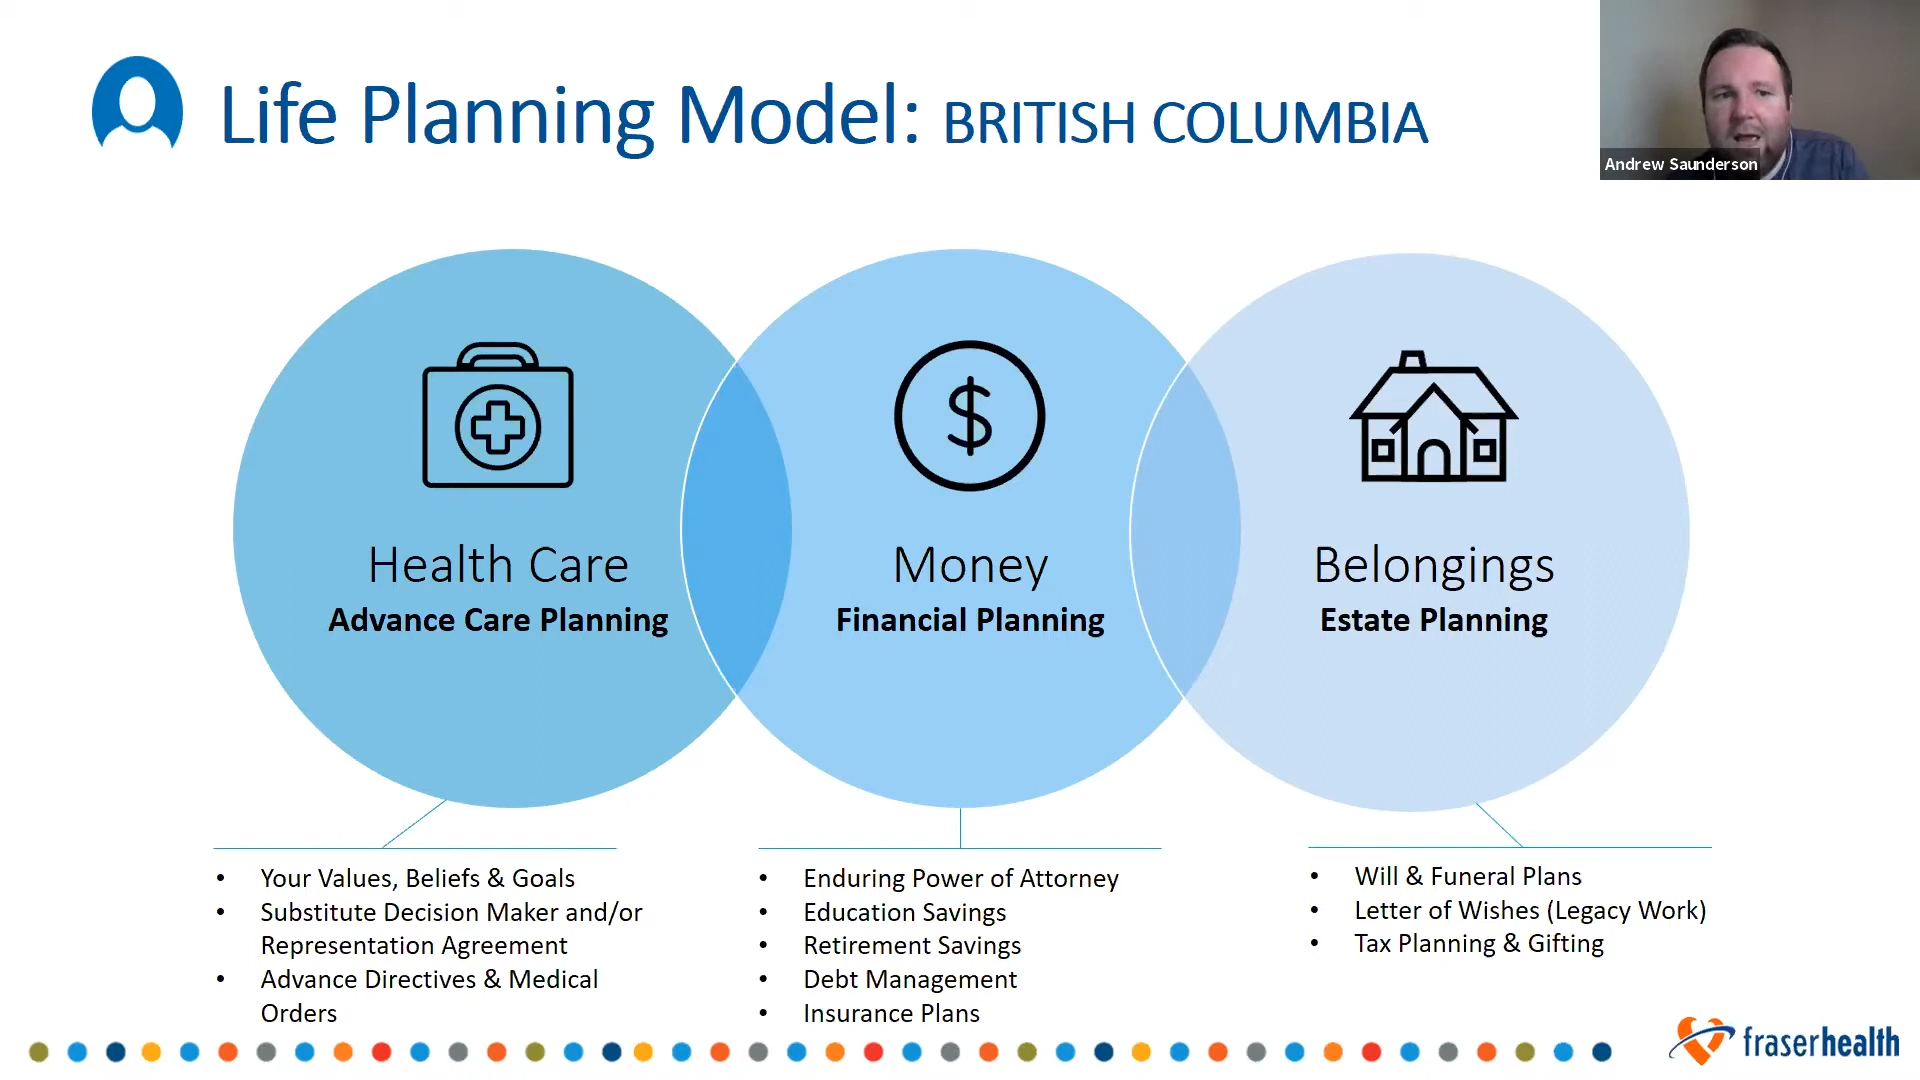 Life Planning Model: BRITISH COLUMBIA
Andrew Saunderson
Health Care
Advance Care Planning
Money
Financial Planning
Belongings
Estate Planning
• Your Values, Beliefs & Goals
• Substitute Decision Maker and/or
Representation Agreement
• Advance Directives & Medical
Orders
• Enduring Power of Attorney
• Education Savings
• Retirement Savings
• Debt Management
• Insurance Plans
• Will & Funeral Plans
• Letter of Wishes (Legacy Work)
• Tax Planning & Gifting
fraserhealth